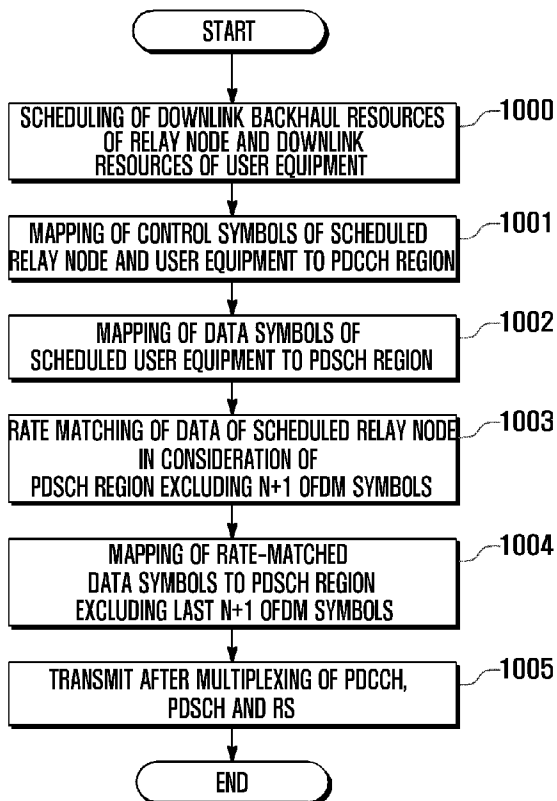 START
SCHEDULING OF DOWNLINK BACKHAUL RESOURCES
OF RELAY NODE AND DOWNLINK
RESOURCES OF USER EQUIPMENT
1000
MAPPING OF CONTROL SYMBOLS OF SCHEDULED
RELAY NODE AND USER EQUIPMENT TO PDCCH REGION
1001
MAPPING OF DATA SYMBOLS OF
SCHEDULED USER EQUIPMENT TO PDSCH REGION
1002
RATE MATCHING OF DATA OF SCHEDULED RELAY NODE
IN CONSIDERATION OF
PDSCH REGION EXCLUDING N+1 OFDM SYMBOLS
1003
MAPPING OF RATE-MATCHED
DATA SYMBOLS TO PDSCH REGION
EXCLUDING LAST N+1 OFDM SYMBOLS
1004
TRANSMIT AFTER MULTIPLEXING OF PDCCH,
PDSCH AND RS
1005
END